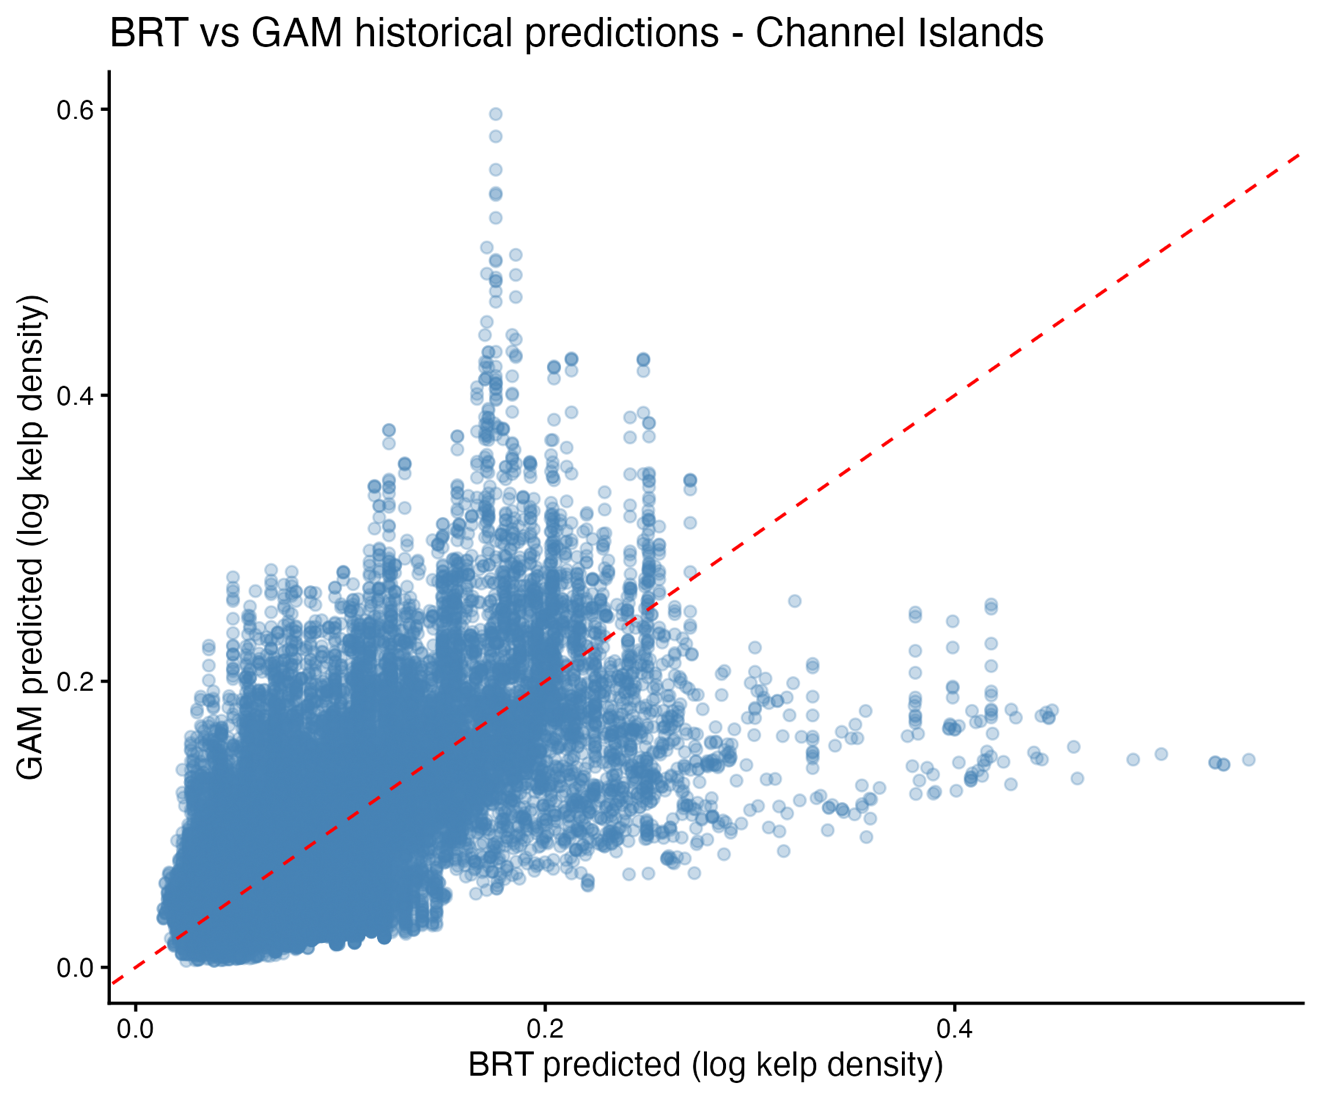 BRT vs GAM historical predictions - Channel Islands
GAM predicted (log kelp density)
0.6
0.4
0.2
0.0
0.0 0.2 0.4
BRT predicted (log kelp density)